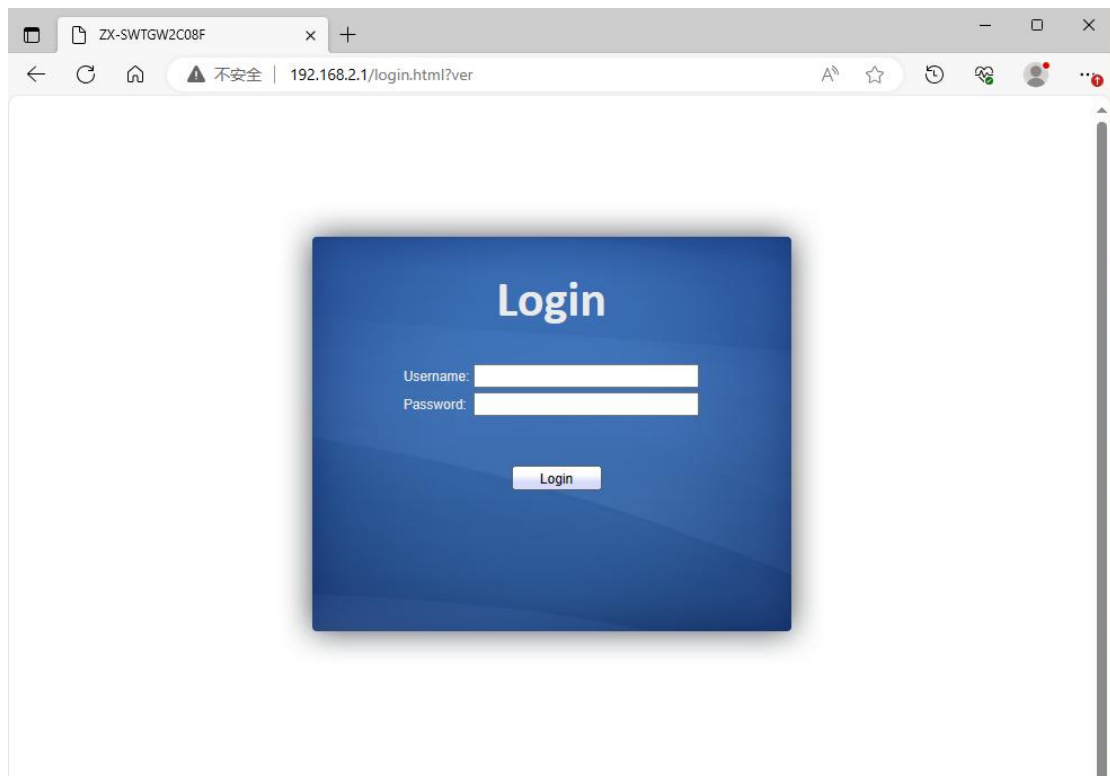 ZX-SWTGW2C08F
不安全 192.168.2.1/login.html?ver
Login
Username:
Password:
Login